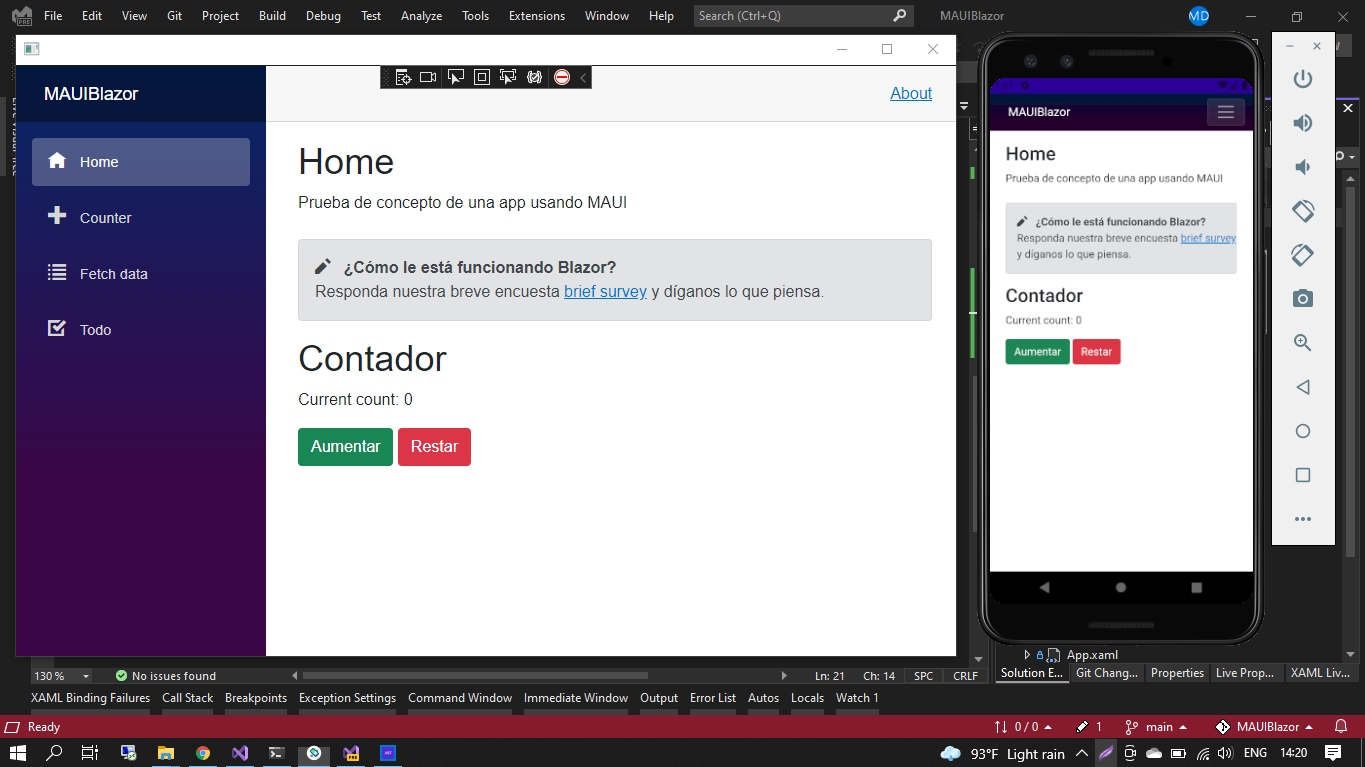 File Edit View Git Project Build Debug Test Analyze Tools Extensions Window Help Search (Ctrl+Q) MAUIBlazor MD
PRE
MAUIBlazor
About
Home
Counter
Fetch data
Todo
Home
Prueba de concepto de una app usando MAUI
¿Cómo le está funcionando Blazor?
Responda nuestra breve encuesta brief survey y díganos lo que piensa.
Contador
Current count: 0
Aumentar Restar
MAUIBlazor
Home
Prueba de concepto de una app usando MAUI
¿Cómo le está funcionando Blazor?
Responda nuestra breve encuesta brief survey
y díganos lo que piensa.
Contador
Current count: 0
Aumentar Restar
App.xaml
130 % No issues found Ln: 21 Ch: 14 SPC CRLF
Solution E... Git Chang... Properties Live Prop... XAML Liv...
XAML Binding Failures Call Stack Breakpoints Exception Settings Command Window Immediate Window Output Error List Autos Locals Watch 1
Ready 0 / 0 1 main MAUIBlazor
93°F Light rain ENG 14:20